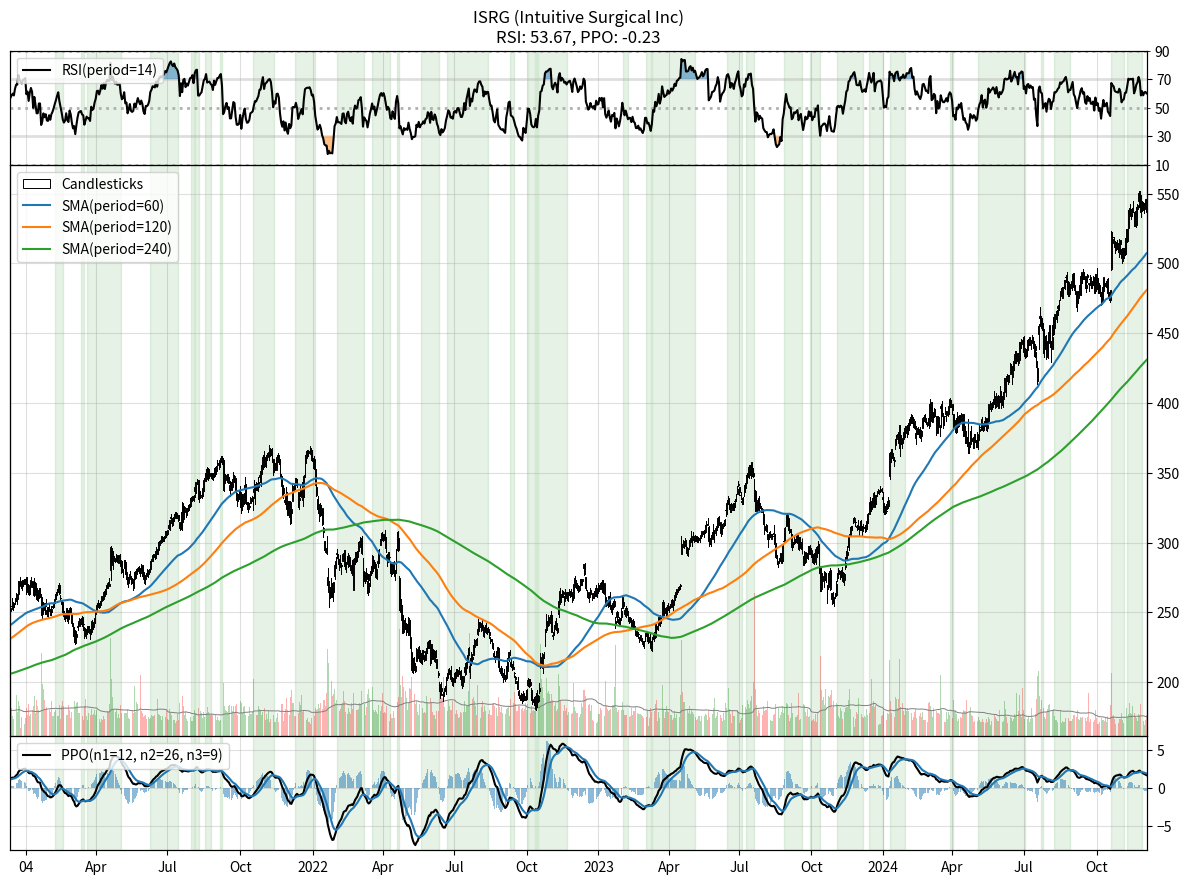 ISRG (Intuitive Surgical Inc)
RSI: 53.67, PPO: -0.23
RSI(period=14)
90
70
50
30
10
Candlesticks
SMA(period=60)
SMA(period=120)
SMA(period=240)
550
500
450
400
350
300
250
200
PPO(n1=12, n2=26, n3=9)
5
0
−5
04 Apr Jul Oct 2022 Apr Jul Oct 2023 Apr Jul Oct 2024 Apr Jul Oct